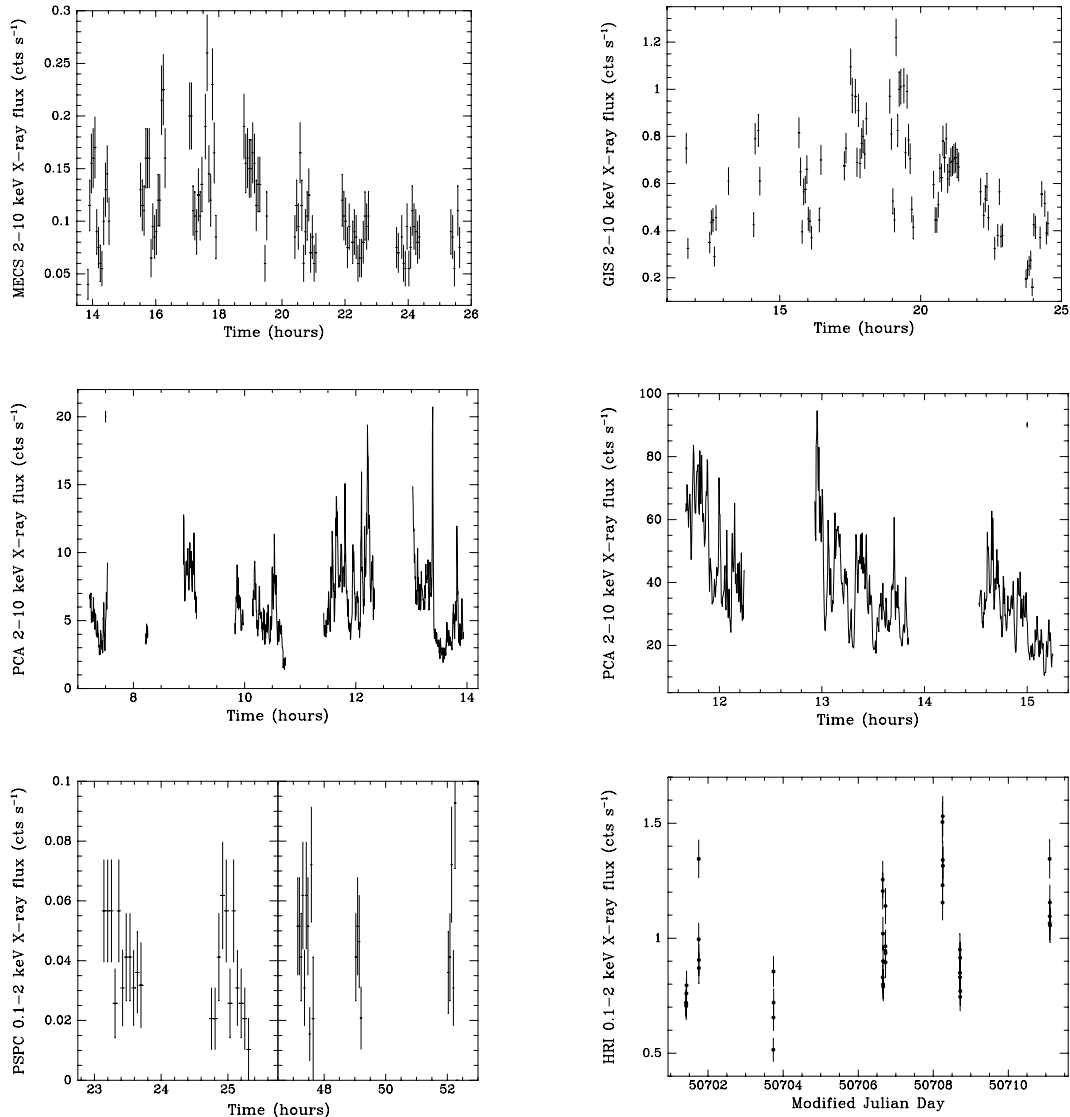 MECS 2−10 keV X−ray flux (cts s⁻¹)
0.3
0.25
0.2
0.15
0.1
0.05
14 16 18 20 22 24 26
Time (hours)
GIS 2−10 keV X−ray flux (cts s⁻¹)
1.2
1
0.8
0.6
0.4
0.2
15 20 25
Time (hours)
PCA 2−10 keV X−ray flux (cts s⁻¹)
20
15
10
5
0
8 10 12 14
Time (hours)
PCA 2−10 keV X−ray flux (cts s⁻¹)
100
80
60
40
20
12 13 14 15
Time (hours)
PSPC 0.1−2 keV X−ray flux (cts s⁻¹)
0.1
0.08
0.06
0.04
0.02
0
23 24 25 48 50 52
Time (hours)
HRI 0.1−2 keV X−ray flux (cts s⁻¹)
1.5
1
0.5
50702 50704 50706 50708 50710
Modified Julian Day